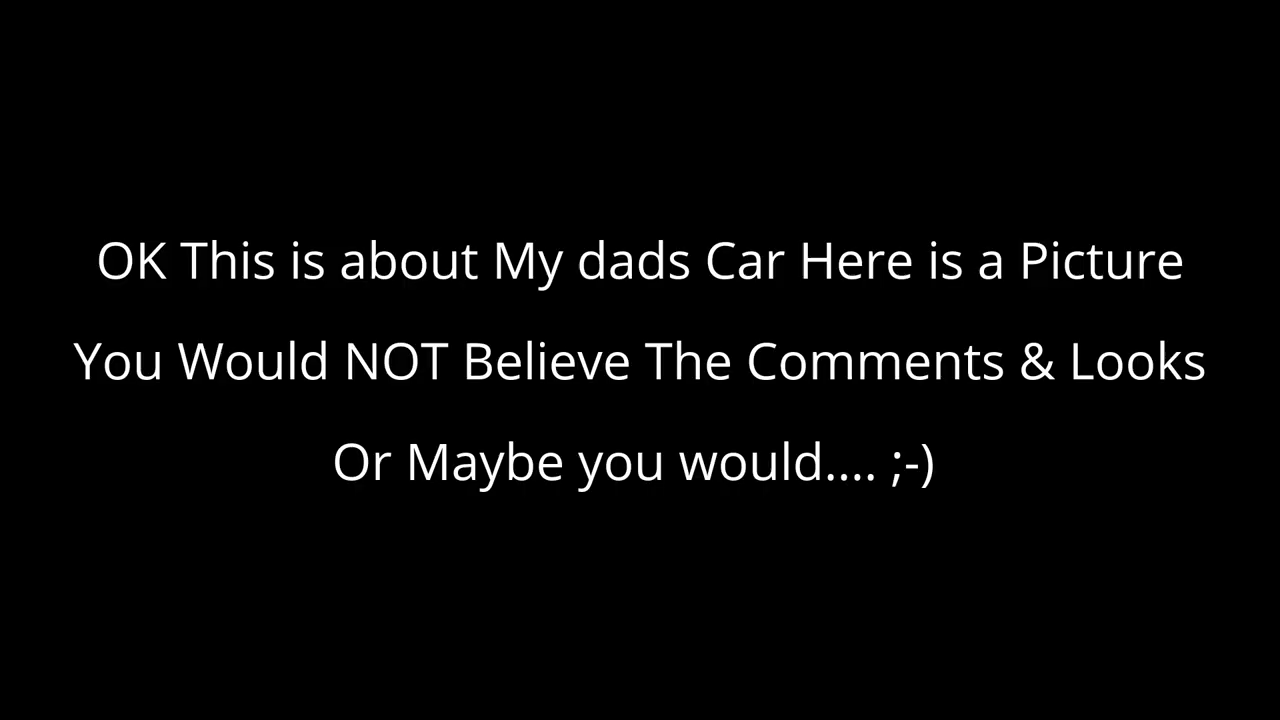 OK This is about My dads Car Here is a Picture
You Would NOT Believe The Comments & Looks
Or Maybe you would.... ;-)